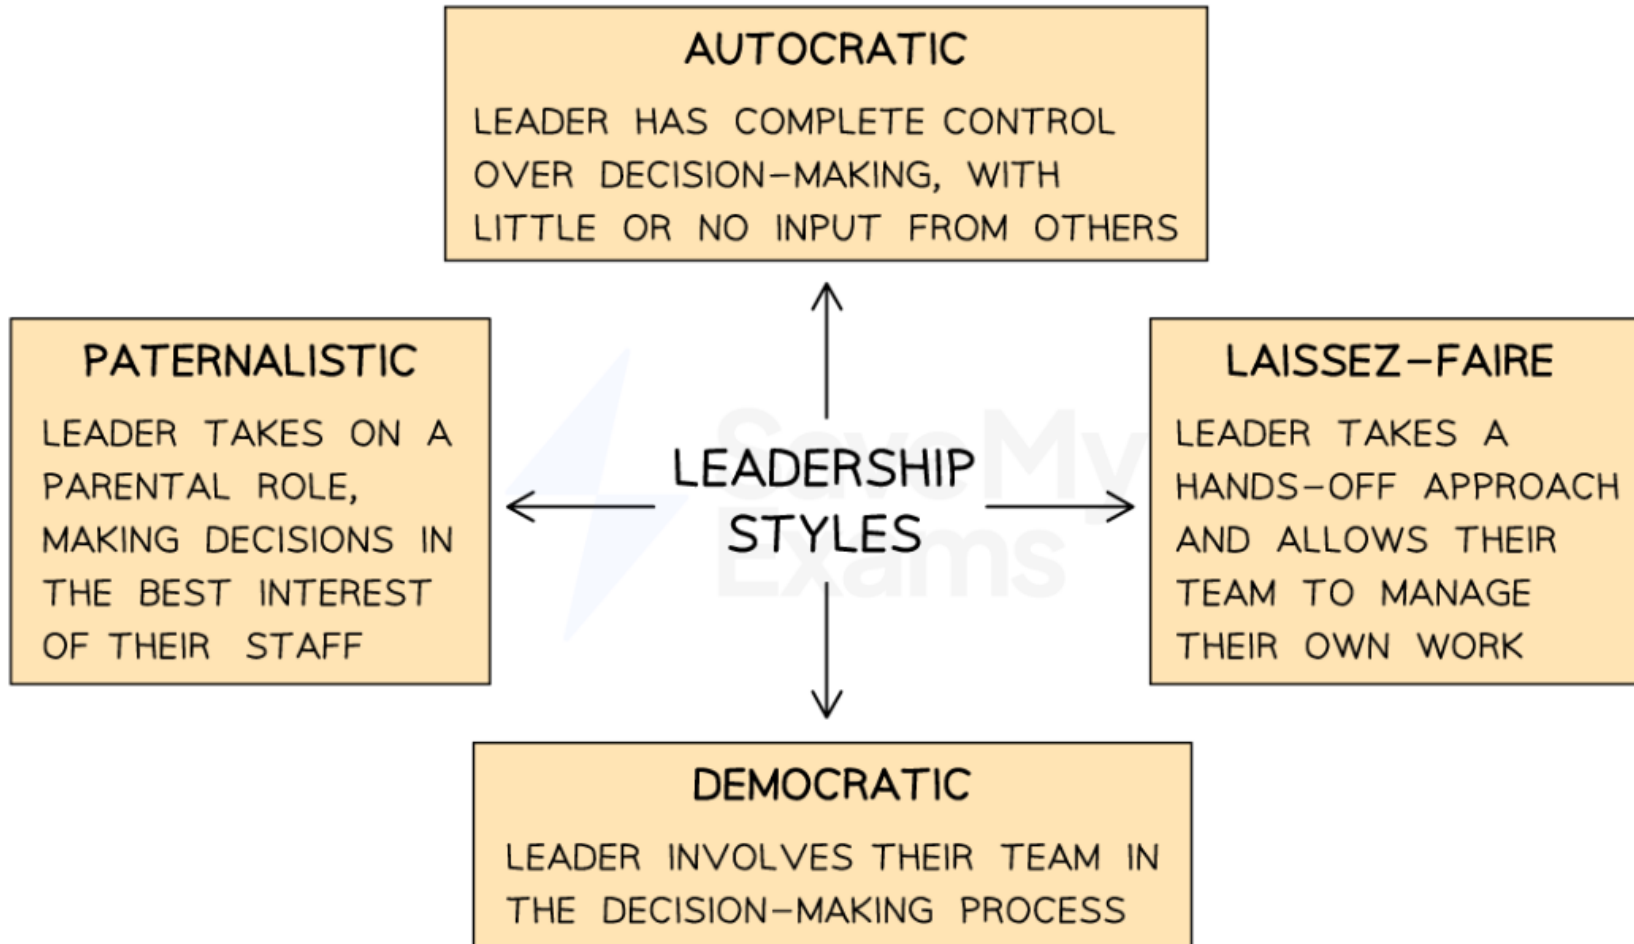 AUTOCRATIC
LEADER HAS COMPLETE CONTROL
OVER DECISION-MAKING, WITH
LITTLE OR NO INPUT FROM OTHERS
PATERNALISTIC
LEADER TAKES ON A
PARENTAL ROLE,
MAKING DECISIONS IN
THE BEST INTEREST
OF THEIR STAFF
LEADERSHIP
STYLES
SaveMy
Exams
LAISSEZ-FAIRE
LEADER TAKES A
HANDS-OFF APPROACH
AND ALLOWS THEIR
TEAM TO MANAGE
THEIR OWN WORK
DEMOCRATIC
LEADER INVOLVES THEIR TEAM IN
THE DECISION-MAKING PROCESS